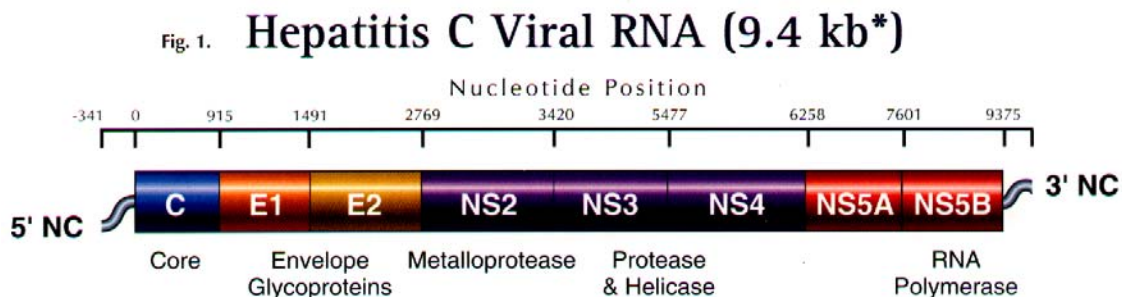 Fig. 1. Hepatitis C Viral RNA (9.4 kb*)
Nucleotide Position
-341 0 915 1491 2769 3420 5477 6258 7601 9375
5' NC C E1 E2 NS2 NS3 NS4 NS5A NS5B 3' NC
Core Envelope Metalloprotease Protease RNA
Glycoproteins & Helicase Polymerase